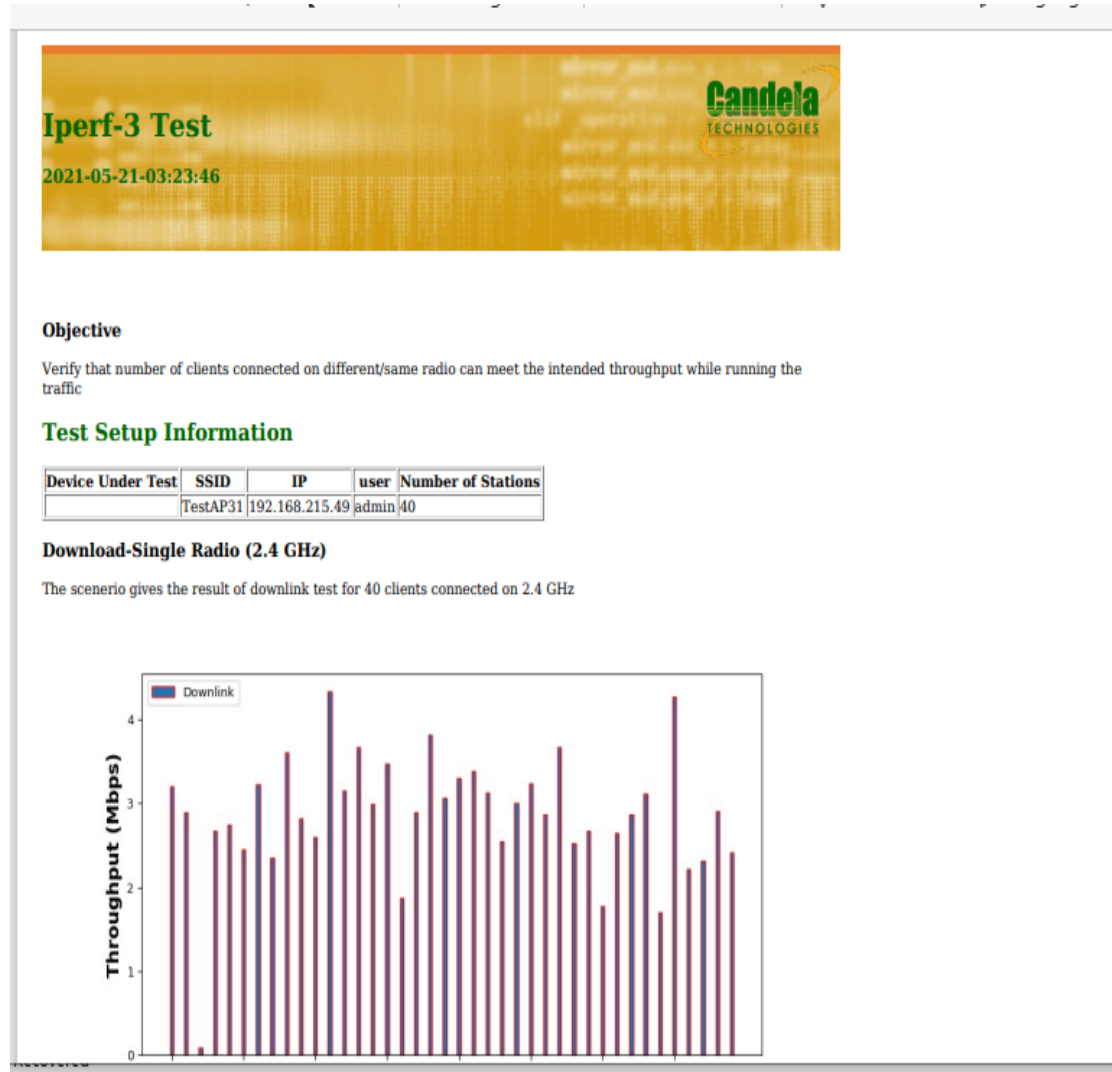 Candela
TECHNOLOGIES
Iperf-3 Test
2021-05-21-03:23:46
Objective
Verify that number of clients connected on different/same radio can meet the intended throughput while running the
traffic
Test Setup Information
Device Under Test SSID IP user Number of Stations
TestAP31 192.168.215.49 admin 40
Download-Single Radio (2.4 GHz)
The scenerio gives the result of downlink test for 40 clients connected on 2.4 GHz
Downlink
Throughput (Mbps)
4
3
2
1
0